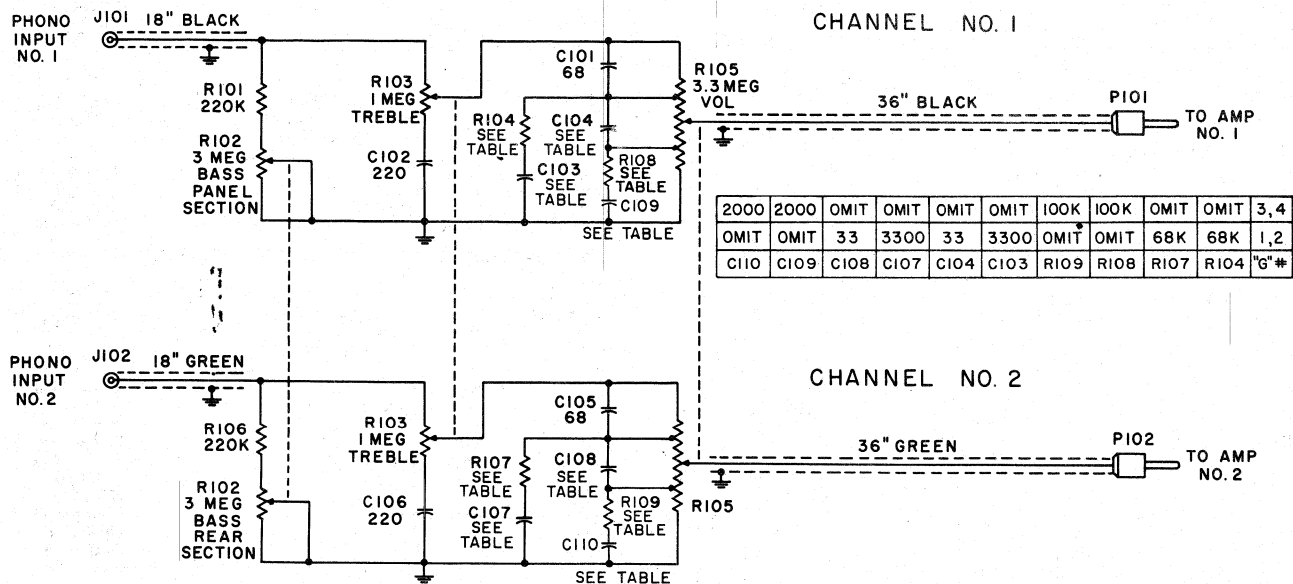 CHANNEL NO. 1
PHONO INPUT NO. 1
J101
18" BLACK
R101
220K
R102
3 MEG
BASS
PANEL
SECTION
R103
1 MEG
TREBLE
C102
220
C101
68
R104
SEE
TABLE
C104
SEE
TABLE
C103
SEE
TABLE
R108
SEE
TABLE
C109
SEE TABLE
R105
3.3 MEG
VOL
36" BLACK
P101
TO AMP
NO. 1
2000 2000 OMIT OMIT OMIT OMIT 100K 100K OMIT OMIT 3,4
OMIT OMIT 33 3300 33 3300 OMIT OMIT 68K 68K 1,2
C110 C109 C108 C107 C104 C103 R109 R108 R107 R104 "G"#
CHANNEL NO. 2
PHONO INPUT NO. 2
J102
18" GREEN
R106
220K
R102
3 MEG
BASS
REAR
SECTION
R103
1 MEG
TREBLE
C106
220
C105
68
R107
SEE
TABLE
C108
SEE
TABLE
C107
SEE
TABLE
R109
SEE
TABLE
C110
SEE TABLE
R105
36" GREEN
P102
TO AMP
NO. 2